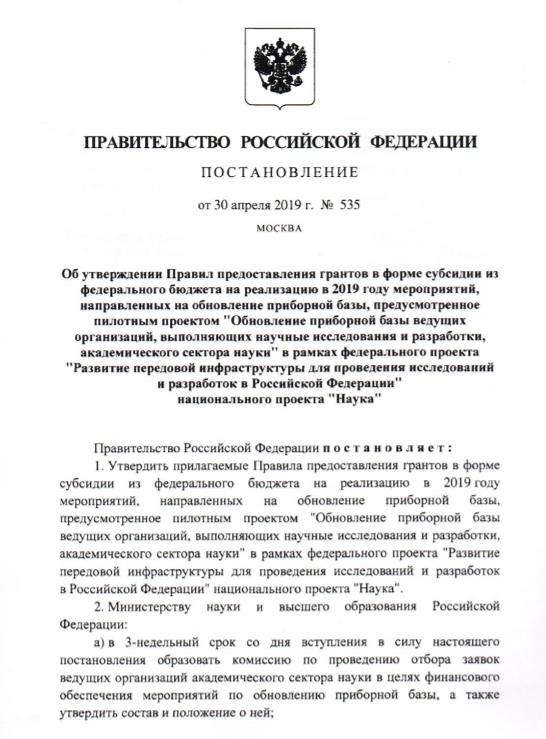 ПРАВИТЕЛЬСТВО РОССИЙСКОЙ ФЕДЕРАЦИИ
ПОСТАНОВЛЕНИЕ
от 30 апреля 2019 г. № 535
МОСКВА
Об утверждении Правил предоставления грантов в форме субсидии из
федерального бюджета на реализацию в 2019 году мероприятий,
направленных на обновление приборной базы, предусмотренное
пилотным проектом "Обновление приборной базы ведущих
организаций, выполняющих научные исследования и разработки,
академического сектора науки" в рамках федерального проекта
"Развитие передовой инфраструктуры для проведения исследований
и разработок в Российской Федерации"
национального проекта "Наука"
Правительство Российской Федерации постановляет:
1. Утвердить прилагаемые Правила предоставления грантов в форме
субсидии из федерального бюджета на реализацию в 2019 году
мероприятий, направленных на обновление приборной базы,
предусмотренное пилотным проектом "Обновление приборной базы
ведущих организаций, выполняющих научные исследования и разработки,
академического сектора науки" в рамках федерального проекта "Развитие
передовой инфраструктуры для проведения исследований и разработок
в Российской Федерации" национального проекта "Наука".
2. Министерству науки и высшего образования Российской
Федерации:
а) в 3-недельный срок со дня вступления в силу настоящего
постановления образовать комиссию по проведению отбора заявок
ведущих организаций академического сектора науки в целях финансового
обеспечения мероприятий по обновлению приборной базы, а также
утвердить состав и положение о ней;